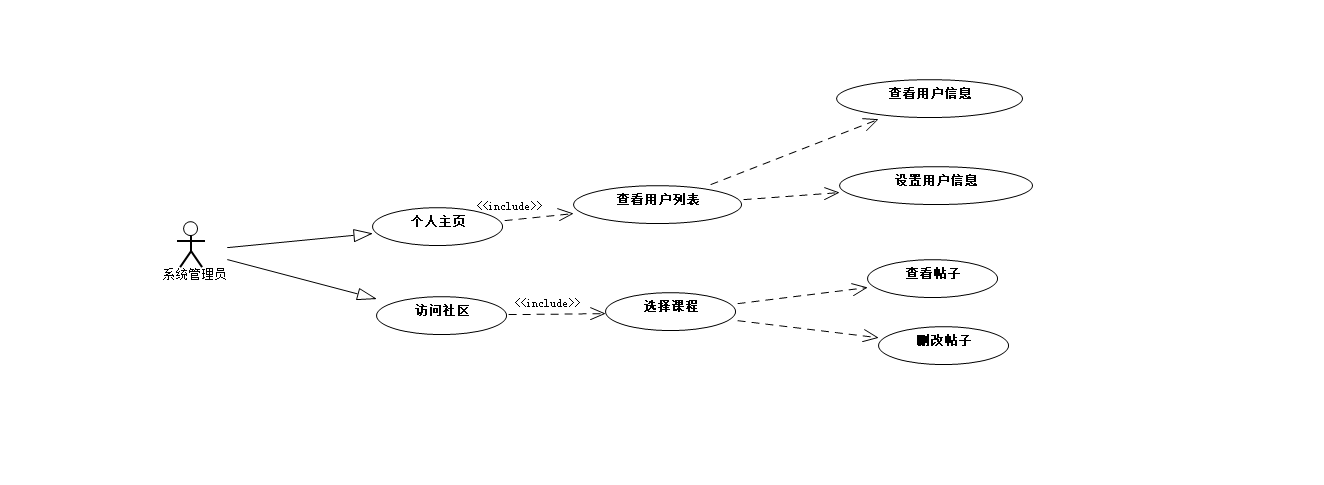 查看用户信息
设置用户信息
<<include>>
查看用户列表
个人主页
系统管理员
查看帖子
<<include>>
选择课程
访问社区
删改帖子